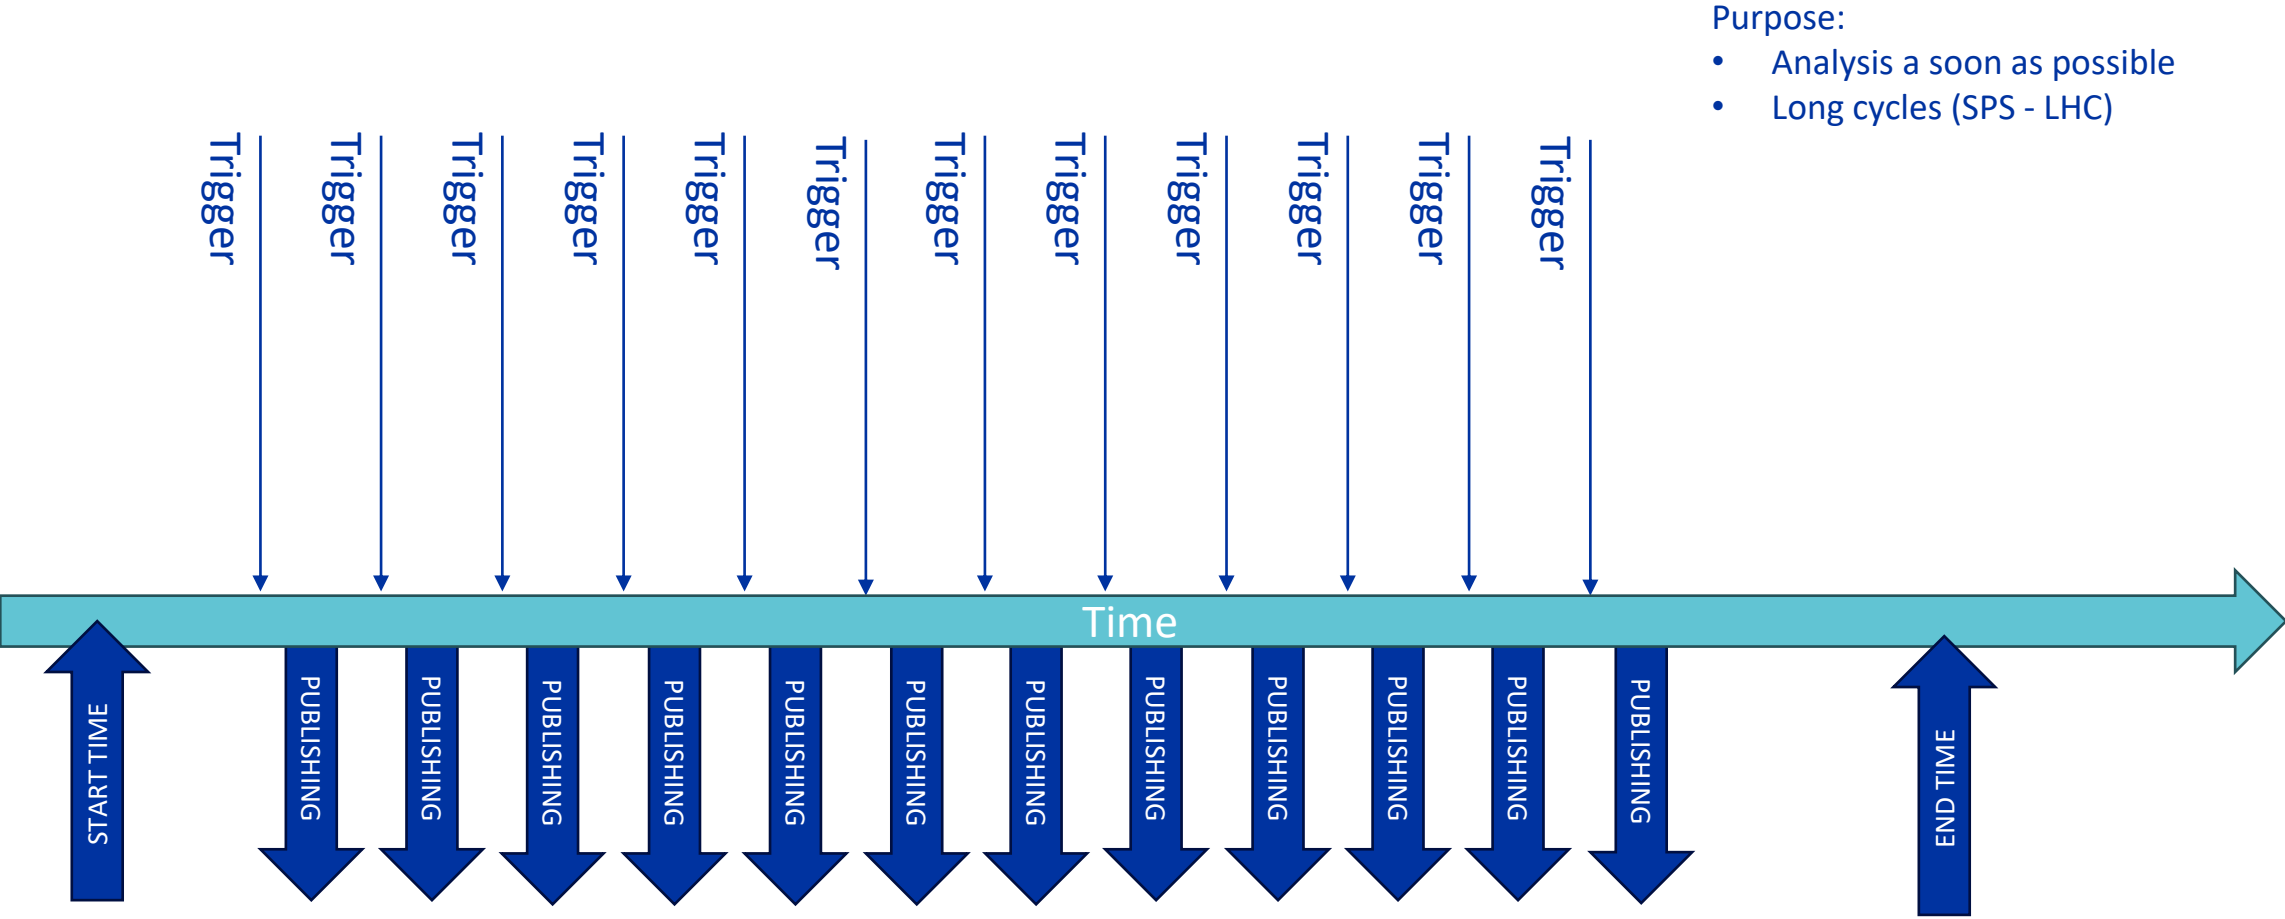 Purpose:
• Analysis a soon as possible
• Long cycles (SPS - LHC)
Trigger
Trigger
Trigger
Trigger
Trigger
Trigger
Trigger
Trigger
Trigger
Trigger
Trigger
Trigger
Time
START TIME
PUBLISHING
PUBLISHING
PUBLISHING
PUBLISHING
PUBLISHING
PUBLISHING
PUBLISHING
PUBLISHING
PUBLISHING
PUBLISHING
PUBLISHING
PUBLISHING
END TIME